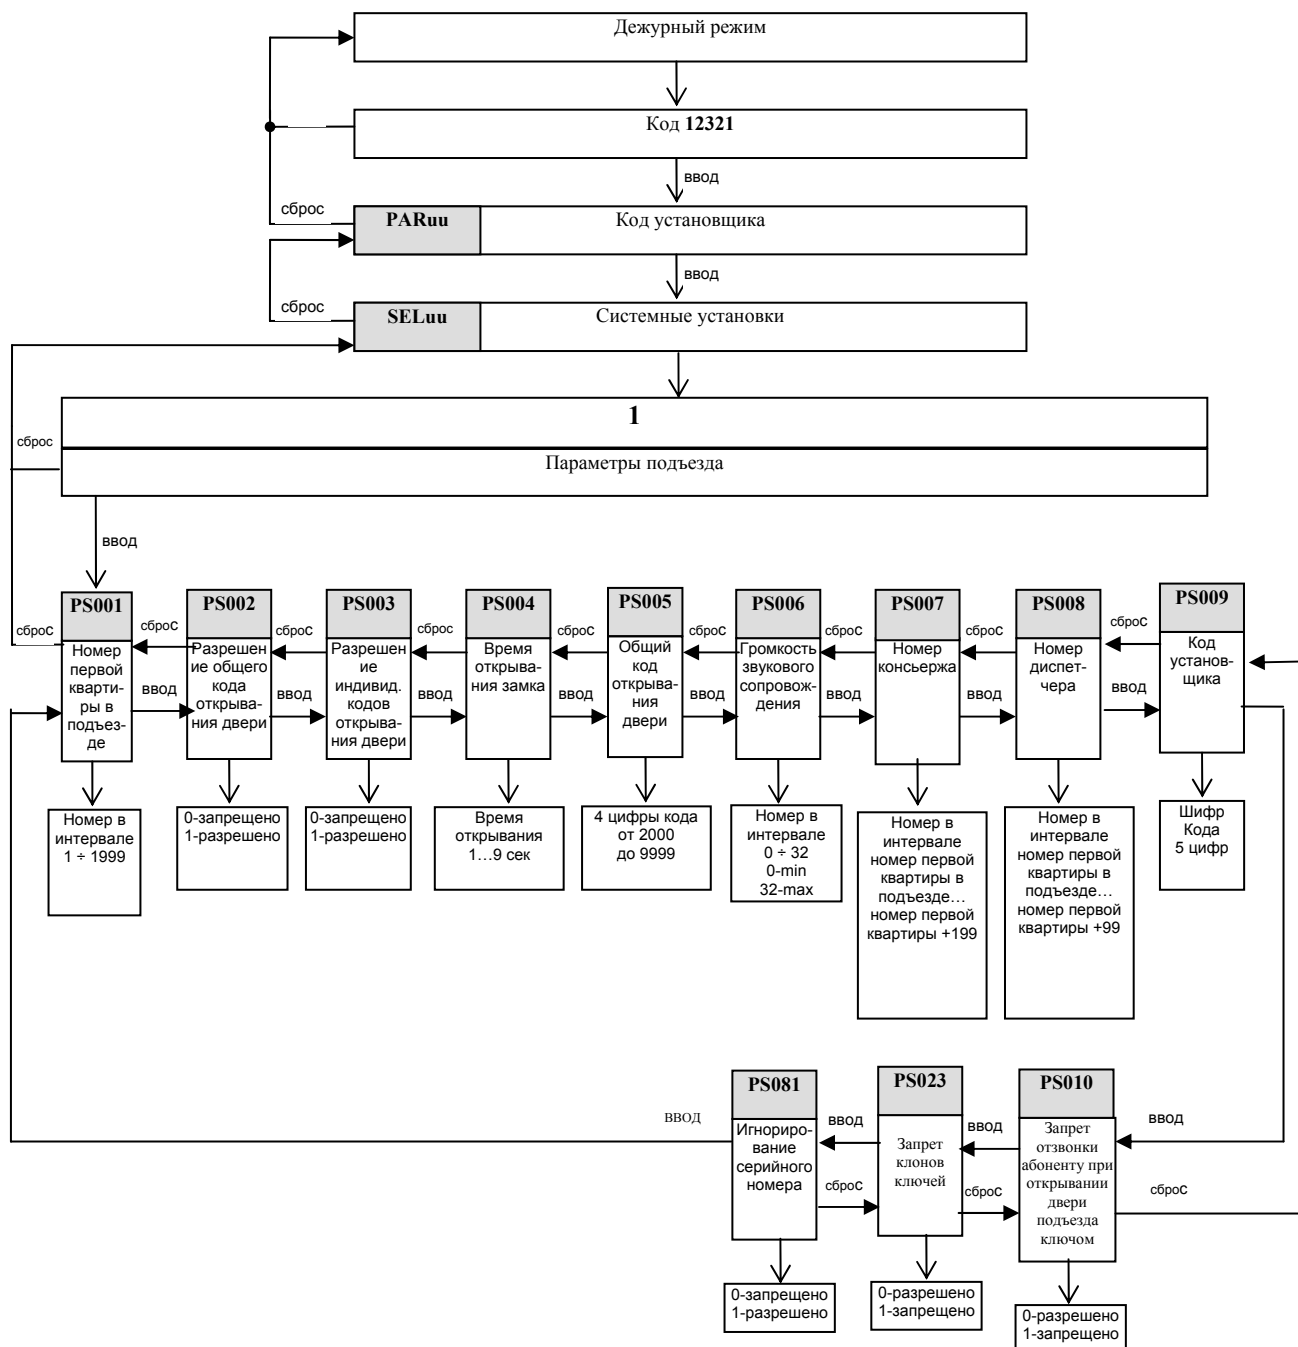 Дежурный режим
Код 12321
ввод
сброс
PARuu
Код установщика
ввод
сброс
SELuu
Системные установки
1
сброс
Параметры подъезда
ввод
PS001
PS002
PS003
PS004
PS005
PS006
PS007
PS008
PS009
сброс
сброс
сброс
сброс
сброс
сброс
сброс
сброс
сброс
Номер
первой
кварти-
ры в
подъез-
де
Разрешен
ие общего
кода
открыва-
ния двери
Разрешен
ие
индивид.
кодов
открыва-
ния двери
Время
открыва-
ния замка
Общий
код
открыва-
ния
двери
Громкость
звукового
сопровож-
дения
Номер
консьержа
Номер
диспет-
чера
Код
установ-
щика
ввод
ввод
ввод
ввод
ввод
ввод
ввод
ввод
Номер в
интервале
1 ÷ 1999
0-запрещено
1-разрешено
0-запрещено
1-разрешено
Время
открывания
1…9 сек
4 цифры кода
от 2000
до 9999
Номер в
интервале
0 ÷ 32
0-min
32-max
Номер в
интервале
номер первой
квартиры в
подъезде…
номер первой
квартиры +199
Номер в
интервале
номер первой
квартиры в
подъезде…
номер первой
квартиры +99
Шифр
Кода
5 цифр
PS081
PS023
PS010
ввод
ввод
ввод
ввод
Игнориро-
вание
серийного
номера
Запрет
клонов
ключей
Запрет
отзвонки
абоненту при
открывании
двери
подъезда
ключом
сброс
сброс
сброс
0-запрещено
1-разрешено
0-разрешено
1-запрещено
0-разрешено
1-запрещено